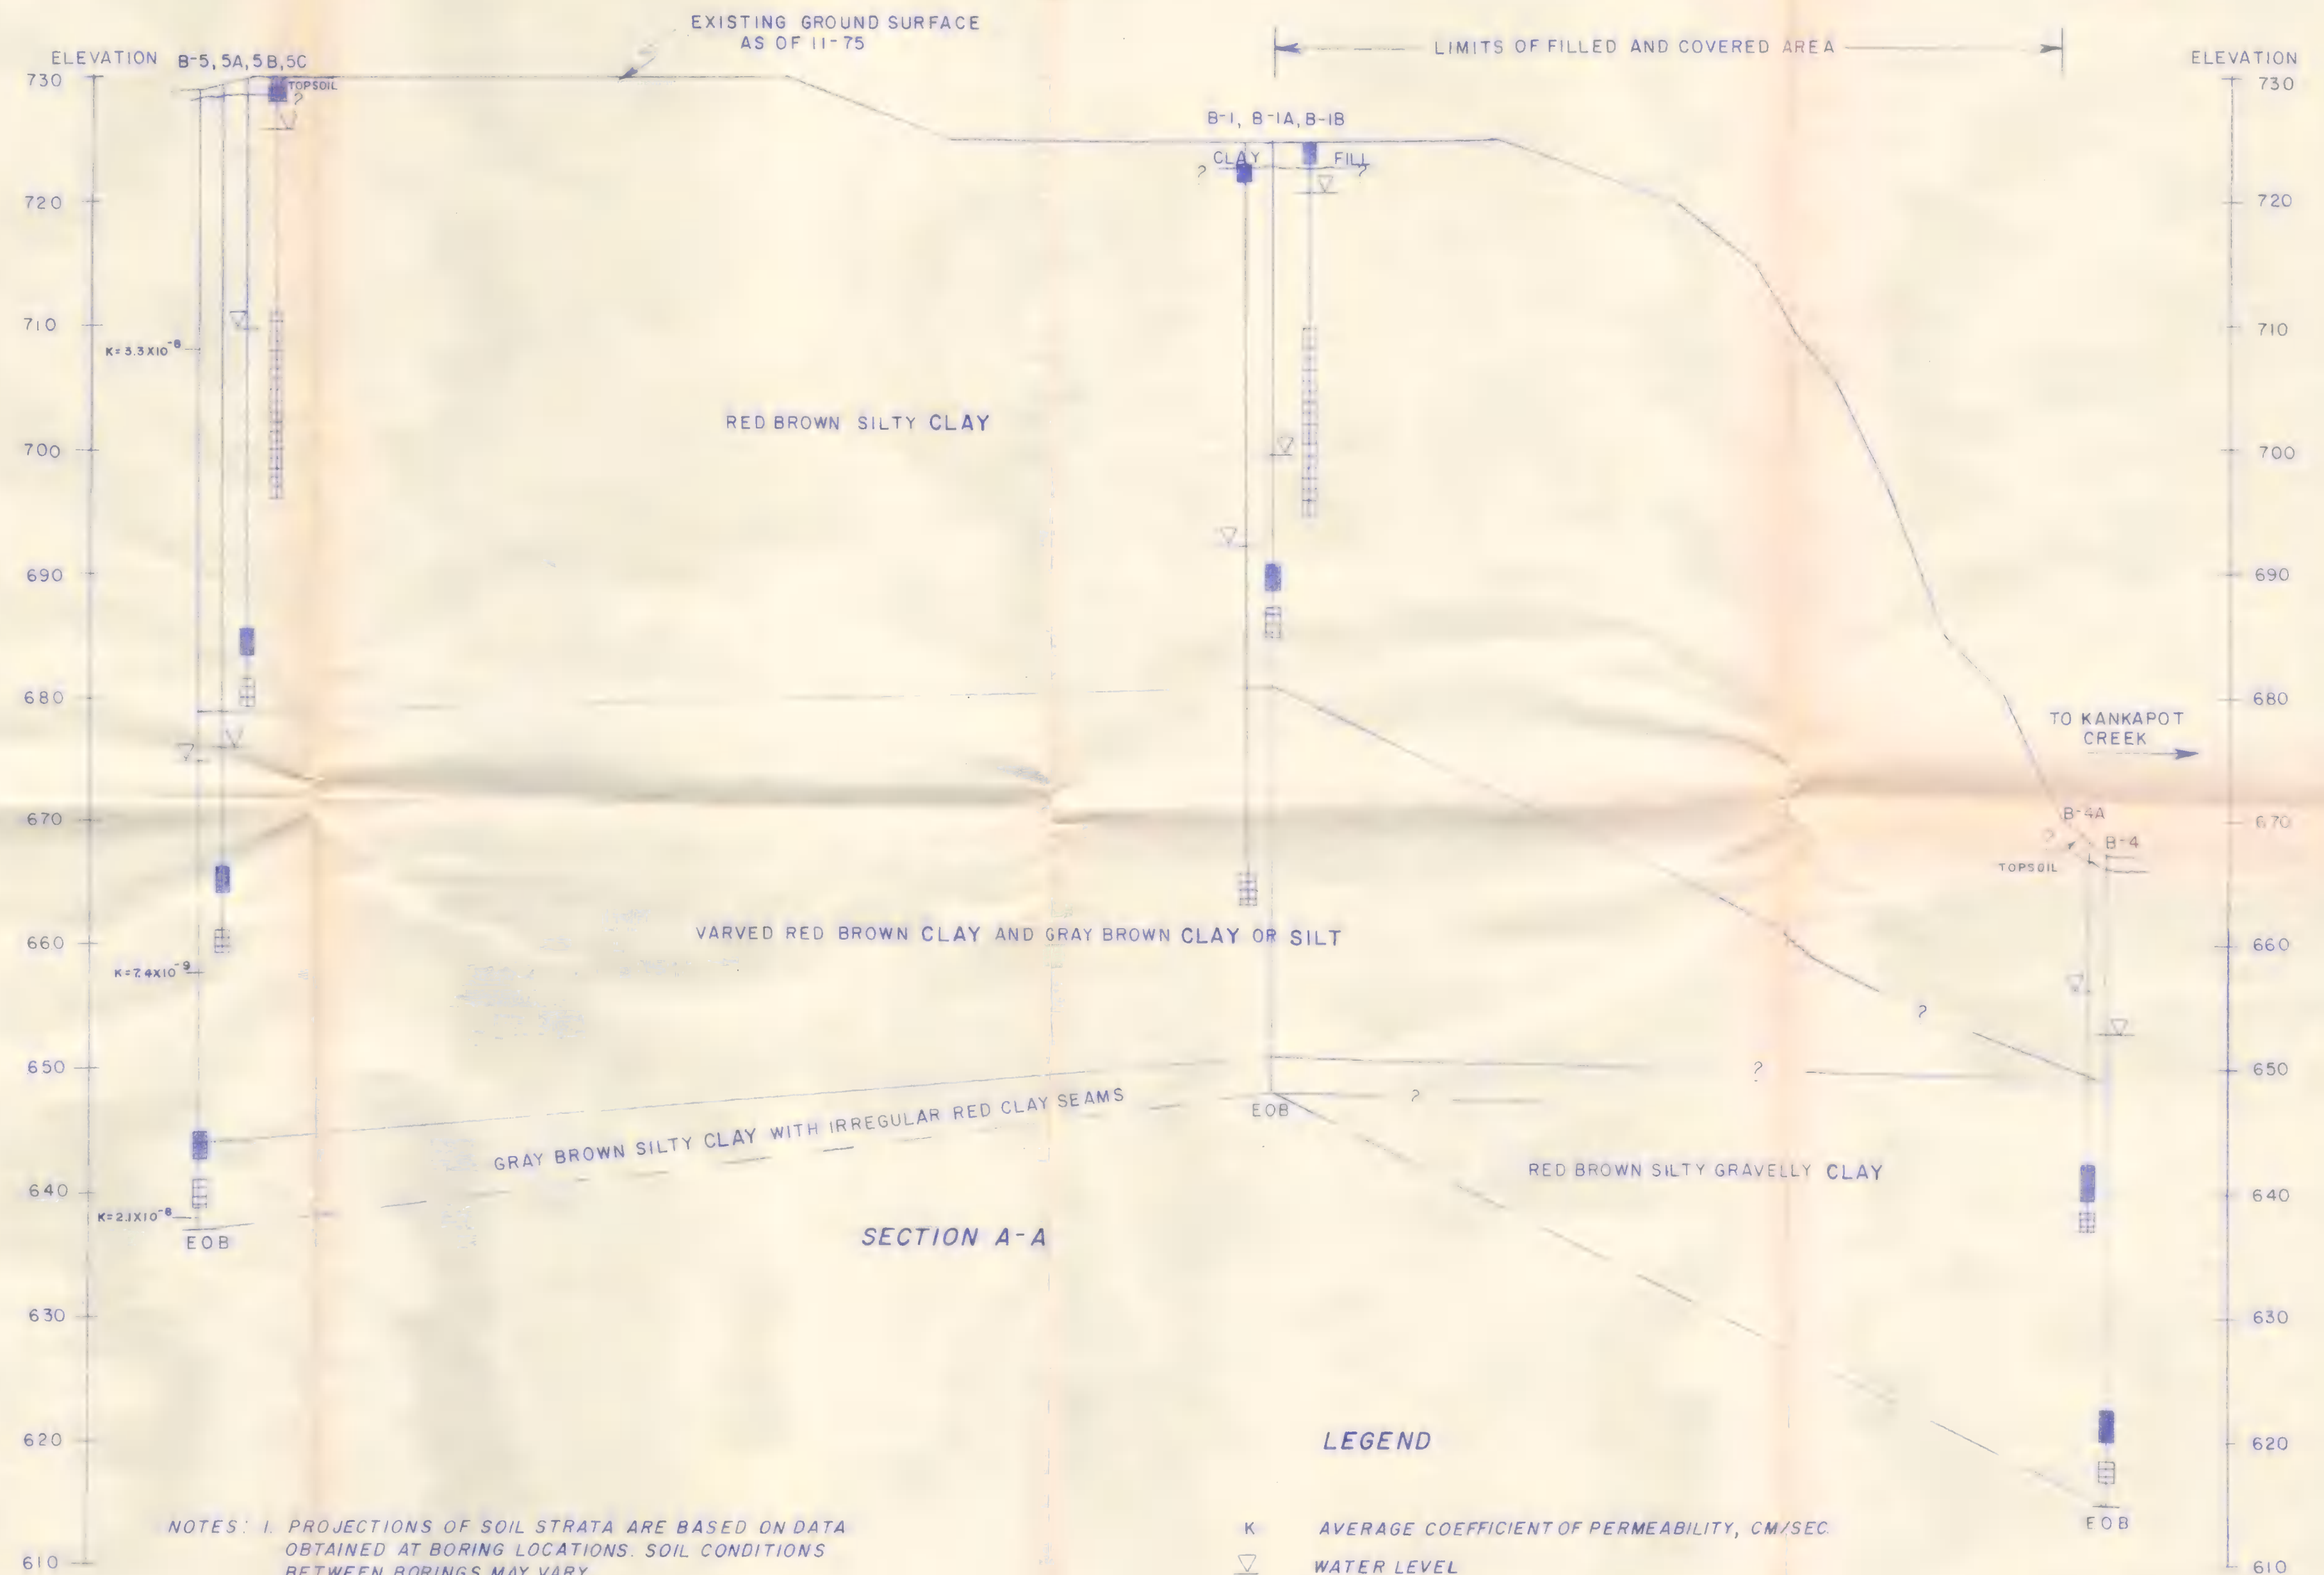 EXISTING GROUND SURFACE
AS OF 11-75
LIMITS OF FILLED AND COVERED AREA
ELEVATION
B-5, 5A, 5B, 5C
ELEVATION
730
TOPSOIL
?
730
B-1, B-1A, B-1B
CLAY
FILL
?
?
720
720
710
710
K=3.3X10⁻⁸
RED BROWN SILTY CLAY
700
700
690
690
680
680
TO KANKAPOT
CREEK
670
670
B-4A
?
B-4
TOPSOIL
VARVED RED BROWN CLAY AND GRAY BROWN CLAY OR SILT
660
660
K=7.4X10⁻⁹
?
650
650
?
?
EOB
GRAY BROWN SILTY CLAY WITH IRREGULAR RED CLAY SEAMS
RED BROWN SILTY GRAVELLY CLAY
640
640
K=2.1X10⁻⁸
EOB
SECTION A-A
630
630
620
620
LEGEND
NOTES: 1. PROJECTIONS OF SOIL STRATA ARE BASED ON DATA
OBTAINED AT BORING LOCATIONS. SOIL CONDITIONS
BETWEEN BORINGS MAY VARY
K AVERAGE COEFFICIENT OF PERMEABILITY, CM/SEC.
WATER LEVEL
EOB
610
610